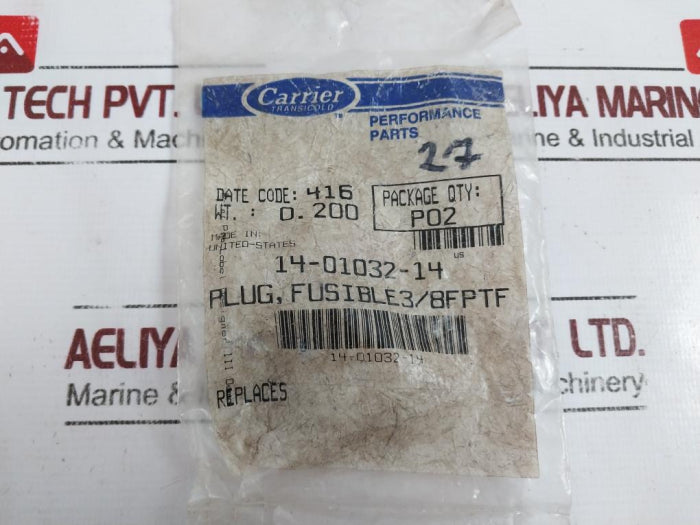 TECH PVT.
AELIYA MARIN
omation & Mach
ne & Industrial
Carrier
TRANSICOLD
PERFORMANCE
PARTS
27
DATE CODE: 416
WT. : 0.200
PACKAGE QTY:
P02
MADE IN:
UNITED-STATES
US
14-01032-14
PLUG, FUSIBLE3/8FPTF
14-01032-14
REPLACES
AELIYA
LTD.
Marine &
chinery